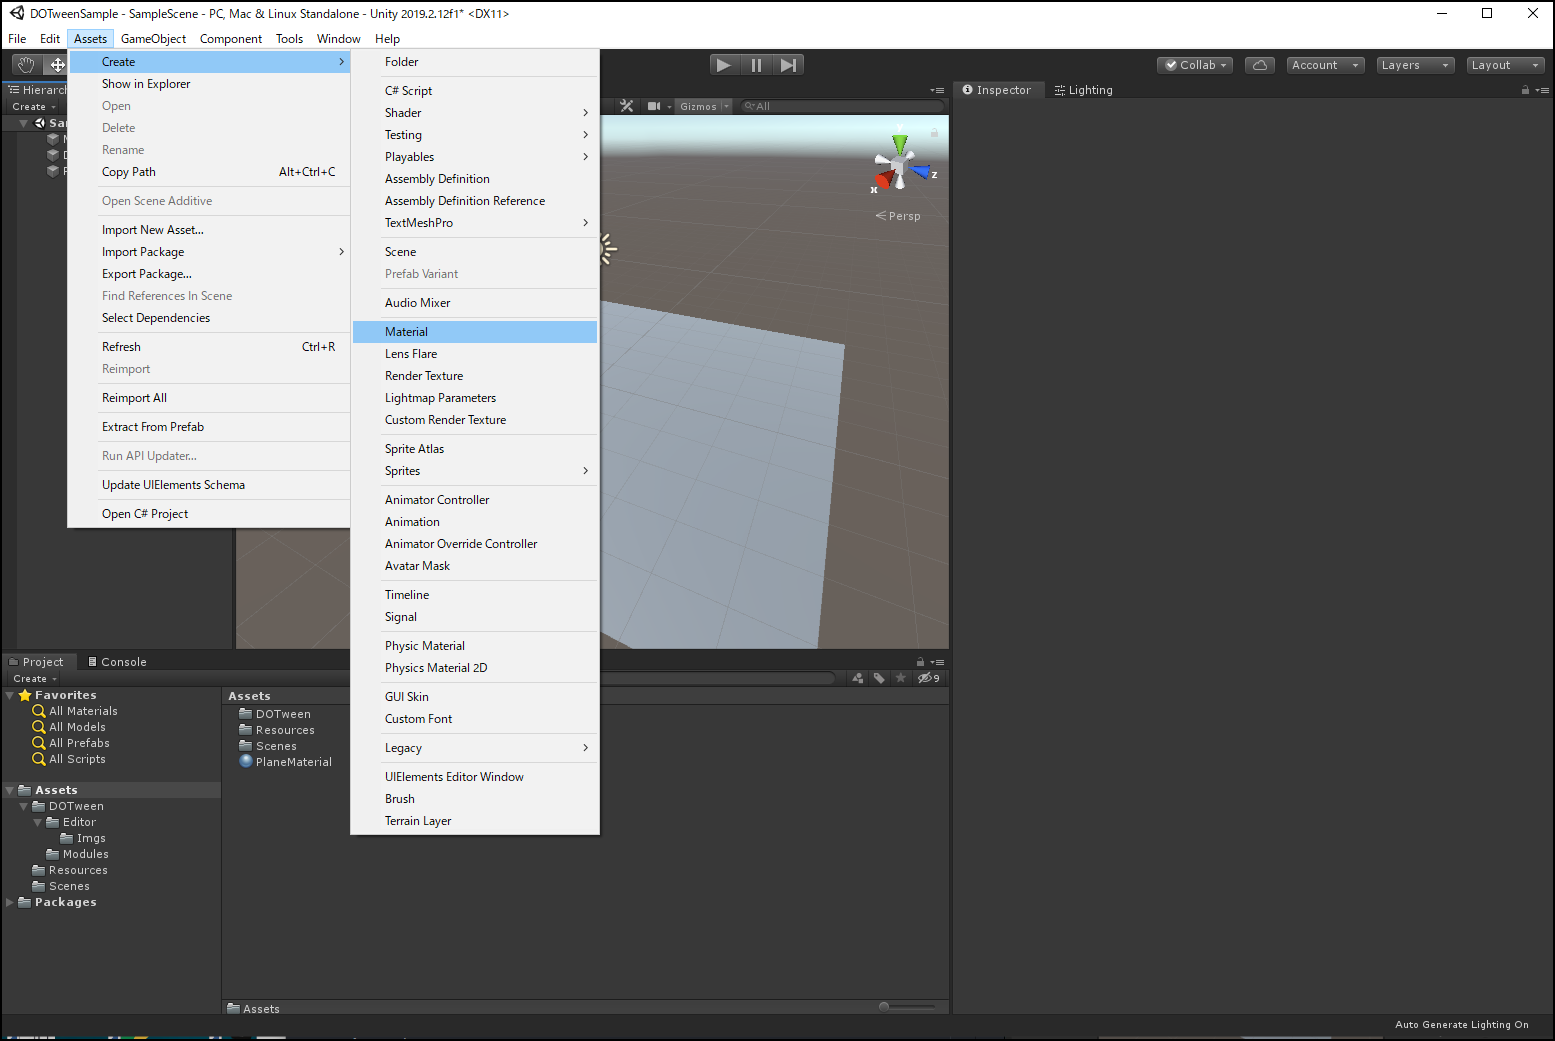 DOTweenSample - SampleScene - PC, Mac & Linux Standalone - Unity 2019.2.12f1* <DX11>
File Edit Assets GameObject Component Tools Window Help
Collab Account Layers Layout
Hierarch
Create
Sa
Create
Show in Explorer
Open
Delete
Rename
Copy Path Alt+Ctrl+C
Open Scene Additive
Import New Asset...
Import Package
Export Package...
Find References In Scene
Select Dependencies
Refresh Ctrl+R
Reimport
Reimport All
Extract From Prefab
Run API Updater...
Update UIElements Schema
Open C# Project
Folder
C# Script
Shader
Testing
Playables
Assembly Definition
Assembly Definition Reference
TextMeshPro
Scene
Prefab Variant
Audio Mixer
Material
Lens Flare
Render Texture
Lightmap Parameters
Custom Render Texture
Sprite Atlas
Sprites
Animator Controller
Animation
Animator Override Controller
Avatar Mask
Timeline
Signal
Physic Material
Physics Material 2D
GUI Skin
Custom Font
Legacy
UIElements Editor Window
Brush
Terrain Layer
Gizmos All
y
x
z
Persp
Inspector Lighting
Project Console
Create
9
Favorites
All Materials
All Models
All Prefabs
All Scripts
Assets
DOTween
Editor
Imgs
Modules
Resources
Scenes
Packages
Assets
DOTween
Resources
Scenes
PlaneMaterial
Assets
Auto Generate Lighting On